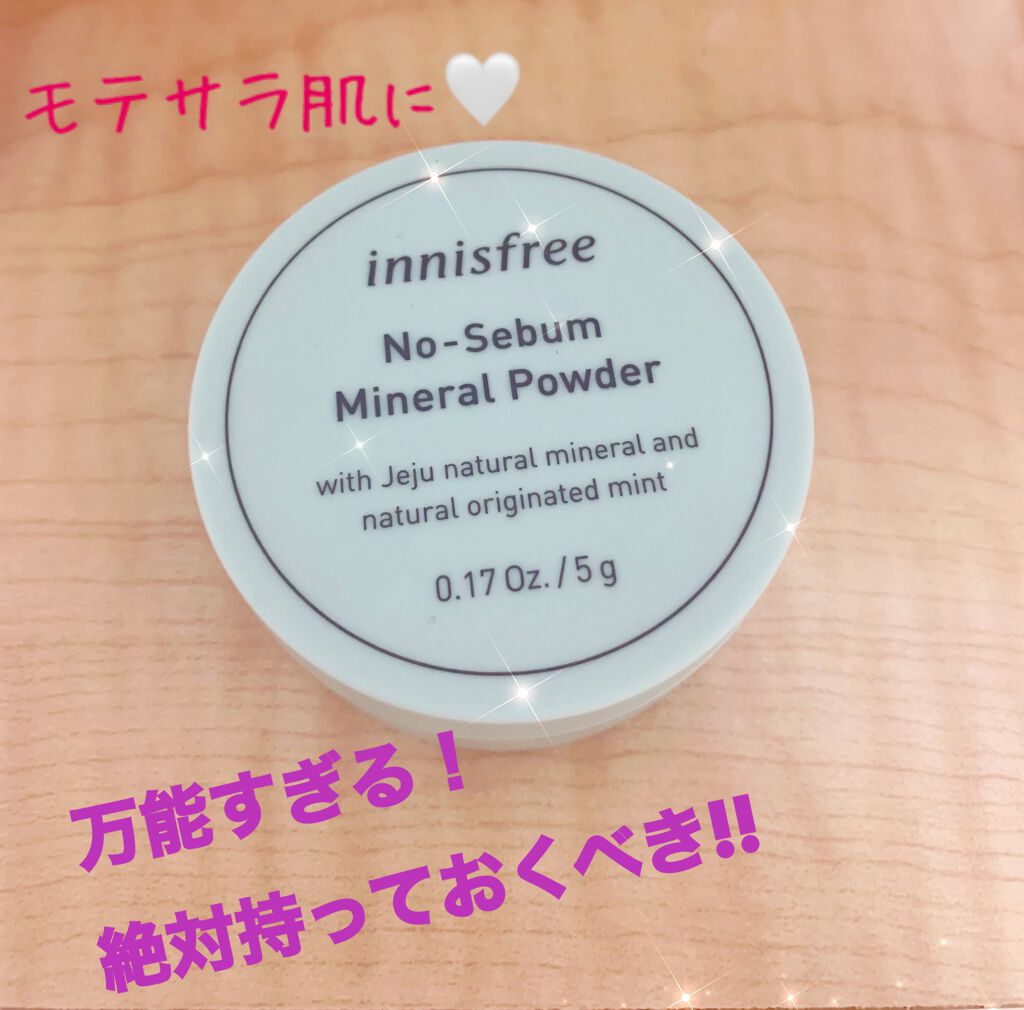 モテサラ肌に🤍
innisfree
No-Sebum
Mineral Powder
with Jeju natural mineral and
natural originated mint
0.17 Oz. / 5 g
万能すぎる！
絶対持っておくべき!!